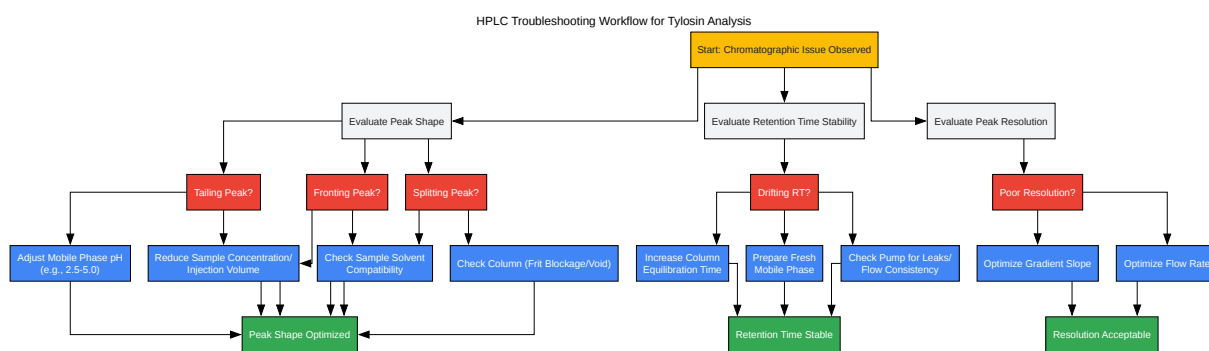 HPLC Troubleshooting Workflow for Tylosin Analysis
Start: Chromatographic Issue Observed
Evaluate Peak Shape
Evaluate Retention Time Stability
Evaluate Peak Resolution
Tailing Peak?
Fronting Peak?
Splitting Peak?
Drifting RT?
Poor Resolution?
Adjust Mobile Phase pH
(e.g., 2.5-5.0)
Reduce Sample Concentration/
Injection Volume
Check Sample Solvent
Compatibility
Check Column (Frit Blockage/Void)
Increase Column
Equilibration Time
Prepare Fresh
Mobile Phase
Check Pump for Leaks/
Flow Consistency
Optimize Gradient Slope
Optimize Flow Rate
Peak Shape Optimized
Retention Time Stable
Resolution Acceptable